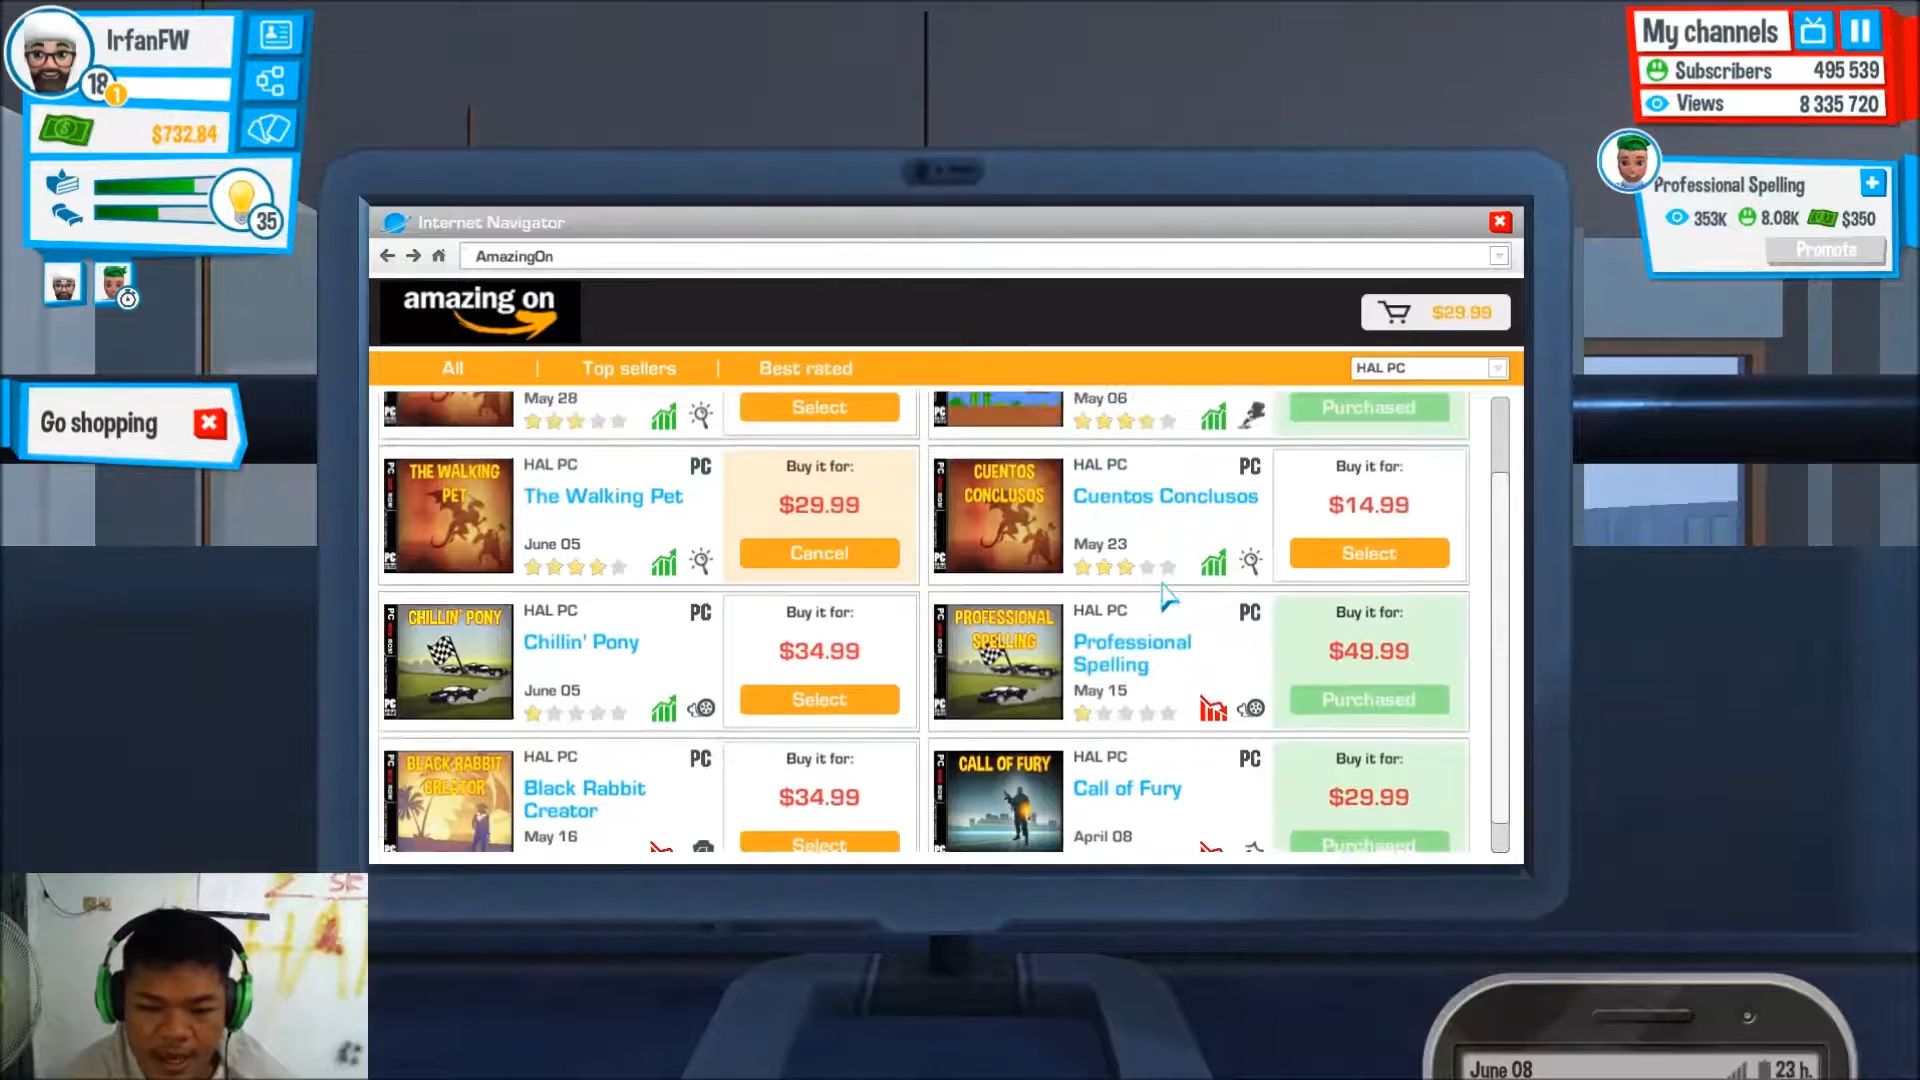 IrfanFW
18
1
$732.84
35
Go shopping
My channels
Subscribers 495 539
Views 8 335 720
Professional Spelling
353K 8.08K $350
Promote
Internet Navigator
AmazingOn
amazing on
$29.99
All | Top sellers | Best rated
HAL PC
PC
May 28
Select
PC
May 06
Purchased
THE WALKING PET
HAL PC PC
The Walking Pet
June 05
Buy it for:
$29.99
Cancel
CUENTOS CONCLUSOS
HAL PC PC
Cuentos Conclusos
May 23
Buy it for:
$14.99
Select
CHILLIN' PONY
HAL PC PC
Chillin' Pony
June 05
Buy it for:
$34.99
Select
PROFESSIONAL SPELLING
HAL PC PC
Professional
Spelling
May 15
Buy it for:
$49.99
Purchased
BLACK RABBIT CREATOR
HAL PC PC
Black Rabbit
Creator
May 16
Buy it for:
$34.99
Select
CALL OF FURY
HAL PC PC
Call of Fury
April 08
Buy it for:
$29.99
Purchased
June 08 23 h.